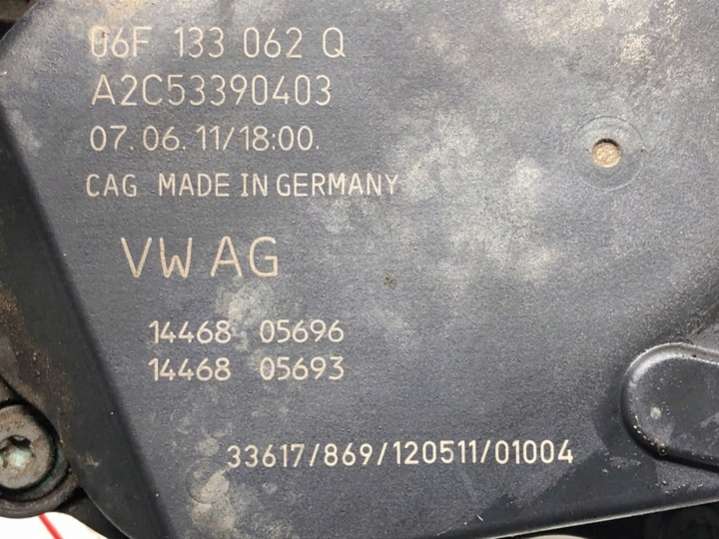 06F 133 062 Q
A2C53390403
07.06.11/18:00.
CAG MADE IN GERMANY
VW AG
14468 05696
14468 05693
33617/869/120511/01004